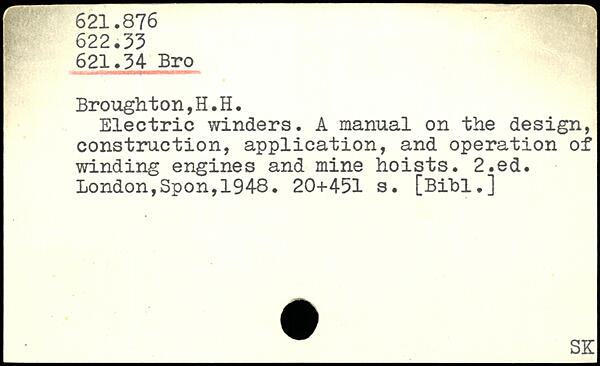 621.876
622.33
621.34 Bro
Broughton,H.H.
Electric winders. A manual on the design,
construction, application, and operation of
winding engines and mine hoists. 2.ed.
London,Spon,1948. 20+451 s. [Bibl.]
SK